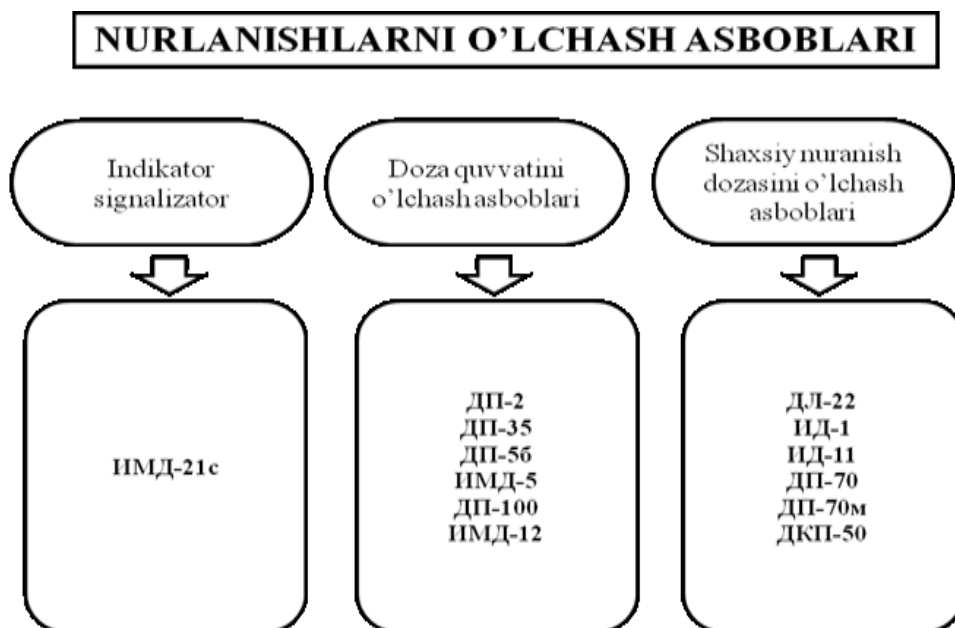 NURLANISHLARNI O’LCHASH ASBOBLARI
Indikator
signalizator
Doza quvvatini
o`lchash asboblari
Shaxsiy nuranish
dozasini o`lchash
asboblari
ИМД-21с
ДП-2
ДП-35
ДП-5б
ИМД-5
ДП-100
ИМД-12
ДЛ-22
ИД-1
ИД-11
ДП-70
ДП-70м
ДКП-50